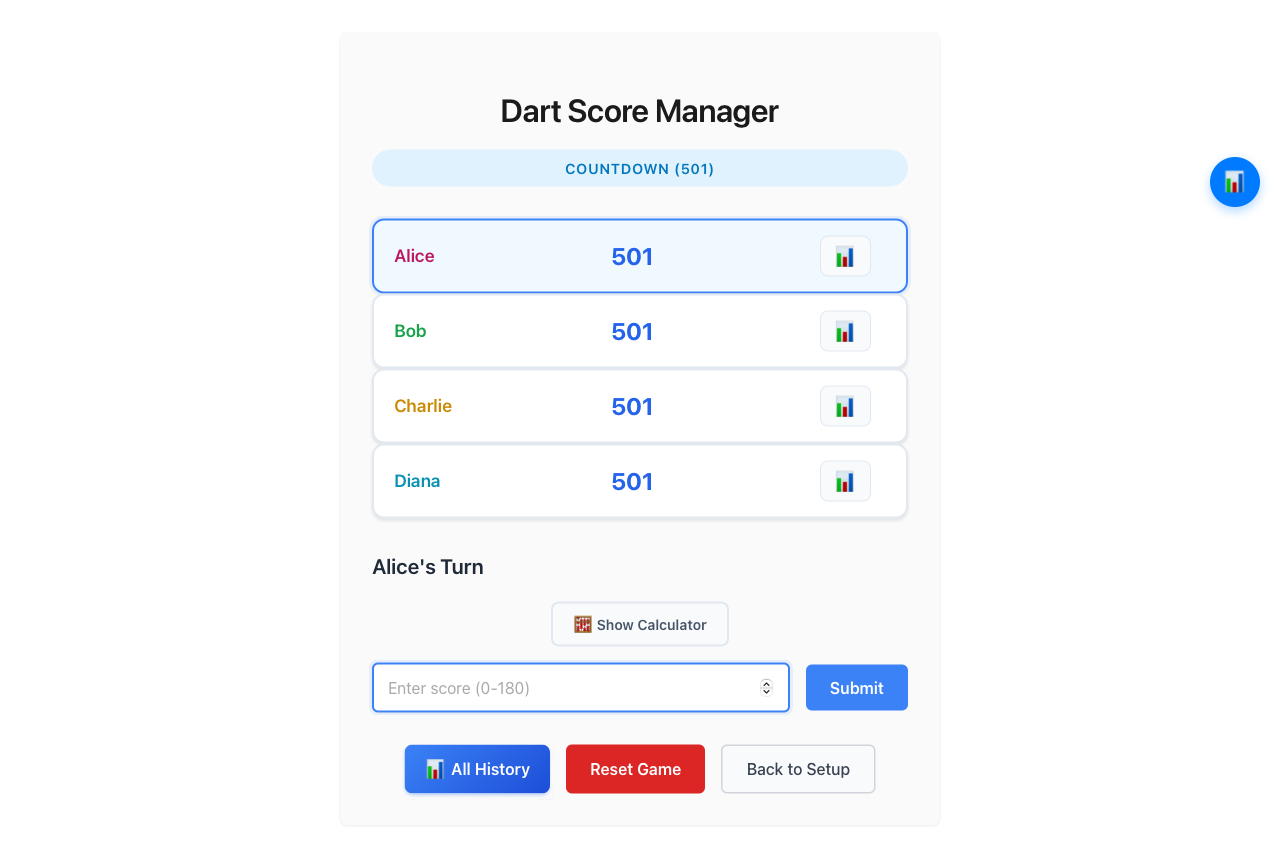 Dart Score Manager
COUNTDOWN (501)
Alice 501
Bob 501
Charlie 501
Diana 501
Alice's Turn
Show Calculator
Enter score (0-180) Submit
All History Reset Game Back to Setup